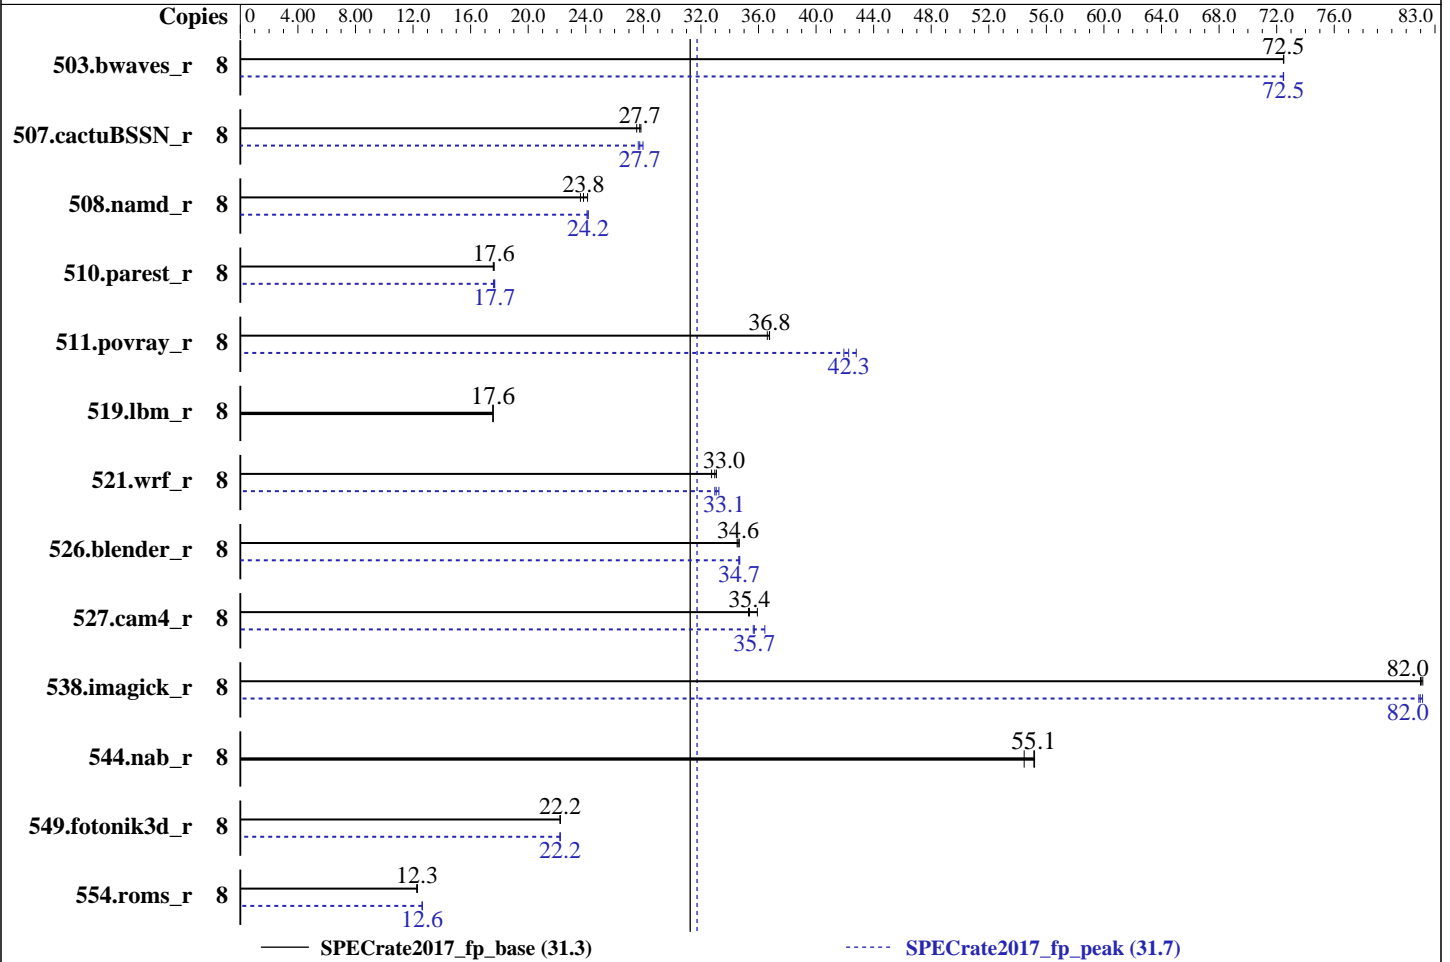 Copies 0 4.00 8.00 12.0 16.0 20.0 24.0 28.0 32.0 36.0 40.0 44.0 48.0 52.0 56.0 60.0 64.0 68.0 72.0 76.0 83.0
503.bwaves_r 8 72.5
72.5
507.cactuBSSN_r 8 27.7
27.7
508.namd_r 8 23.8
24.2
510.parest_r 8 17.6
17.7
511.povray_r 8 36.8
42.3
519.lbm_r 8 17.6
521.wrf_r 8 33.0
33.1
526.blender_r 8 34.6
34.7
527.cam4_r 8 35.4
35.7
538.imagick_r 8 82.0
82.0
544.nab_r 8 55.1
549.fotonik3d_r 8 22.2
22.2
554.roms_r 8 12.3
12.6
SPECrate2017_fp_base (31.3) SPECrate2017_fp_peak (31.7)